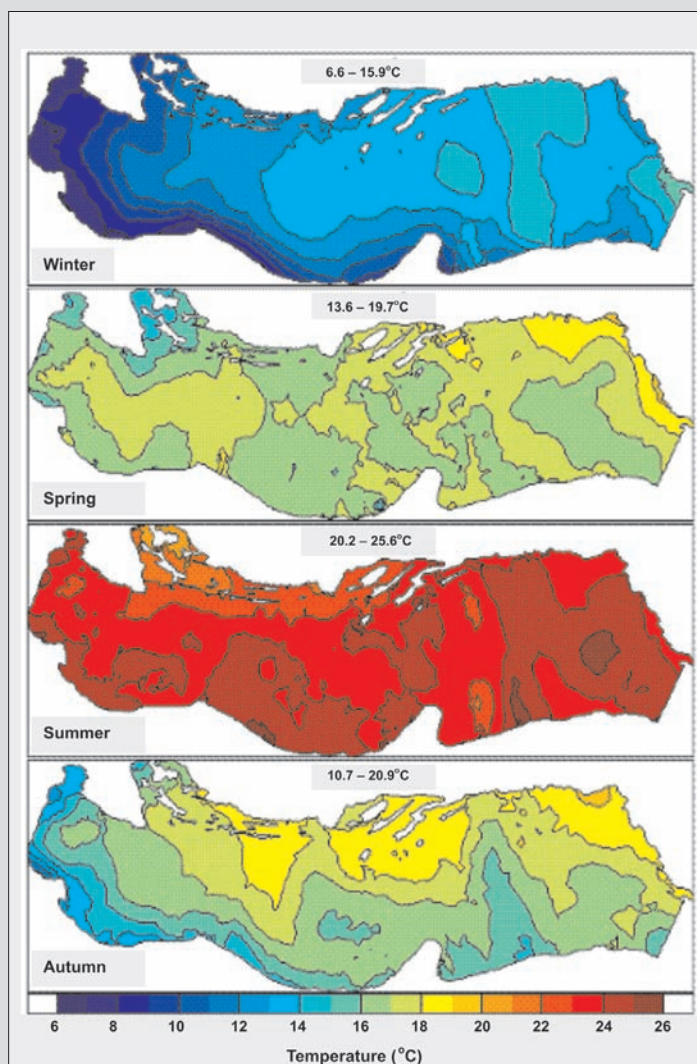 6.6 – 15.9°C
Winter
13.6 – 19.7°C
Spring
20.2 – 25.6°C
Summer
10.7 – 20.9°C
Autumn
6 8 10 12 14 16 18 20 22 24 26
Temperature (°C)